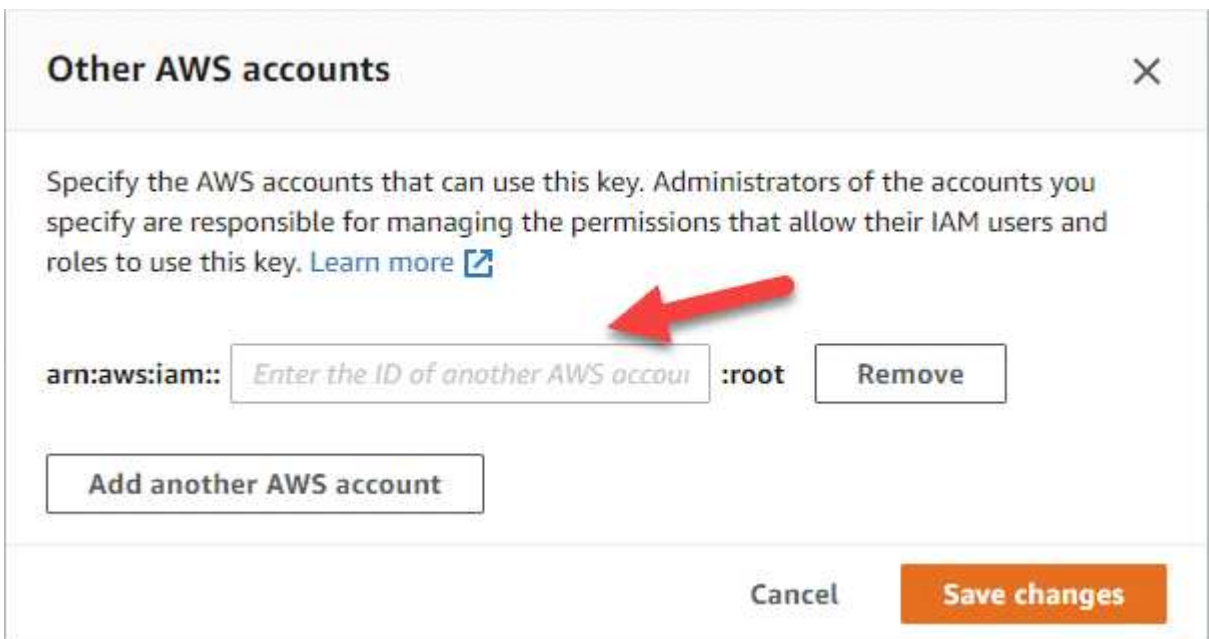 Other AWS accounts
Specify the AWS accounts that can use this key. Administrators of the accounts you
specify are responsible for managing the permissions that allow their IAM users and
roles to use this key. Learn more
arn:aws:iam:: Enter the ID of another AWS accou :root Remove
Add another AWS account
Cancel Save changes